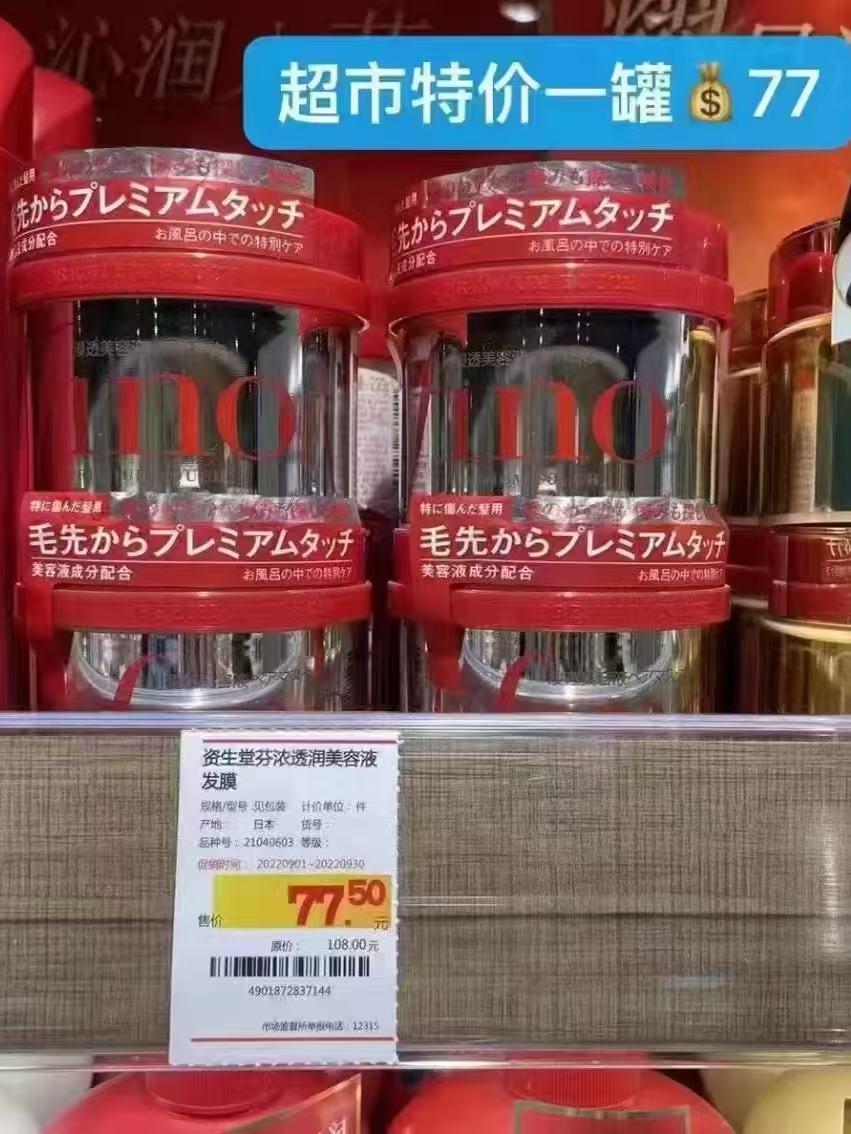 沁润
超市特价一罐💰77
毛先からプレミアムタッチ
お風呂の中での特別ケア
成分配合
先からプレミアムタッチ
お風呂の中での特別ケア
成分配合
浸透美容液
ino
透美容液
ino
特に傷んだ髪用
毛先からプレミアムタッチ
美容液成分配合
お風呂の中での特別ケア
特に傷んだ髪用
毛先からプレミアムタッチ
美容液成分配合
お風呂の中での特別ケア
资生堂芬浓透润美容液
发膜
规格/型号 见包装 计价单位：件
产地： 日本 货号：
品种号：21040603 等级：
促销时间： 20220901~20220930
售价 77.50元
原价： 108.00元
4901872837144
市场监督所举报电话：12315